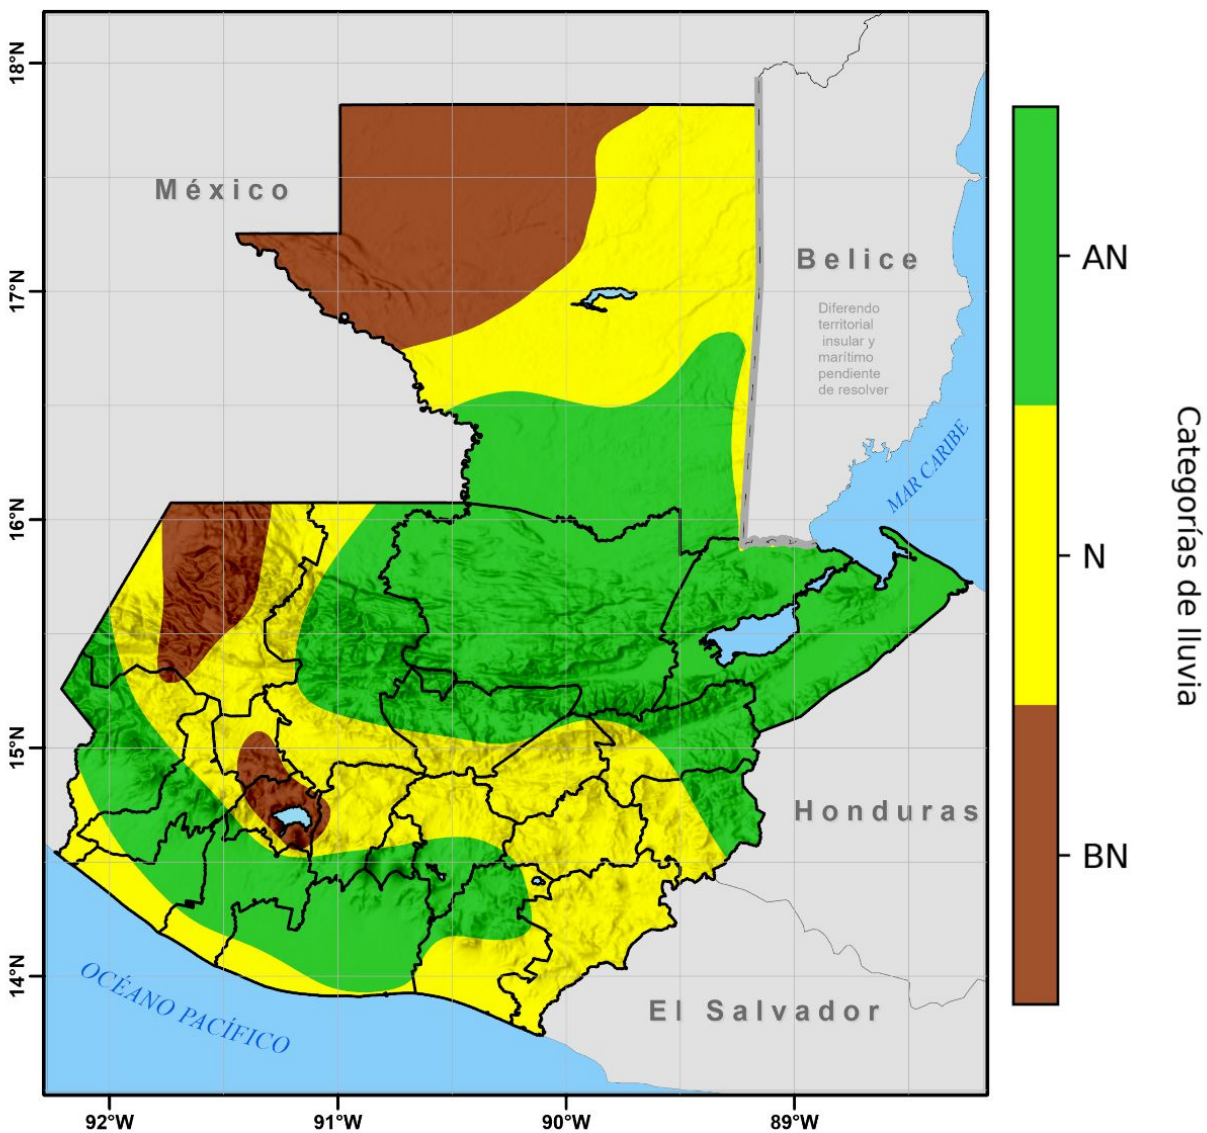 18°N
17°N
16°N
15°N
14°N
92°W
91°W
90°W
89°W
México
Belice
Diferendo
territorial
insular y
marítimo
pendiente
de resolver
MAR CARIBE
Honduras
El Salvador
OCÉANO PACÍFICO
AN
N
BN
Categorías de lluvia